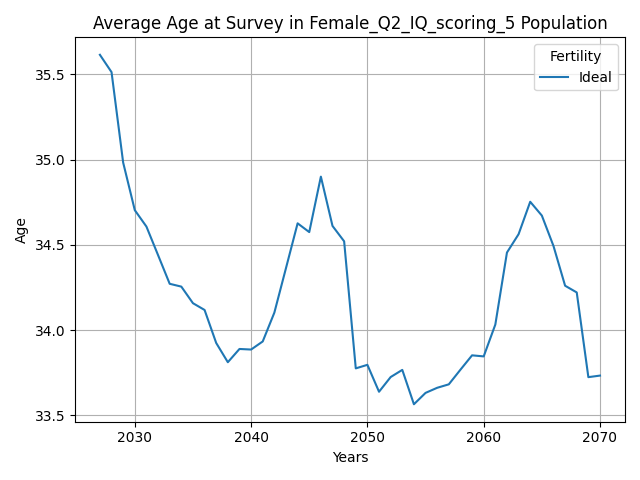 Average Age at Survey in Female_Q2_IQ_scoring_5 Population
Fertility
Ideal
35.5
35.0
34.5
34.0
33.5
Age
2030 2040 2050 2060 2070
Years